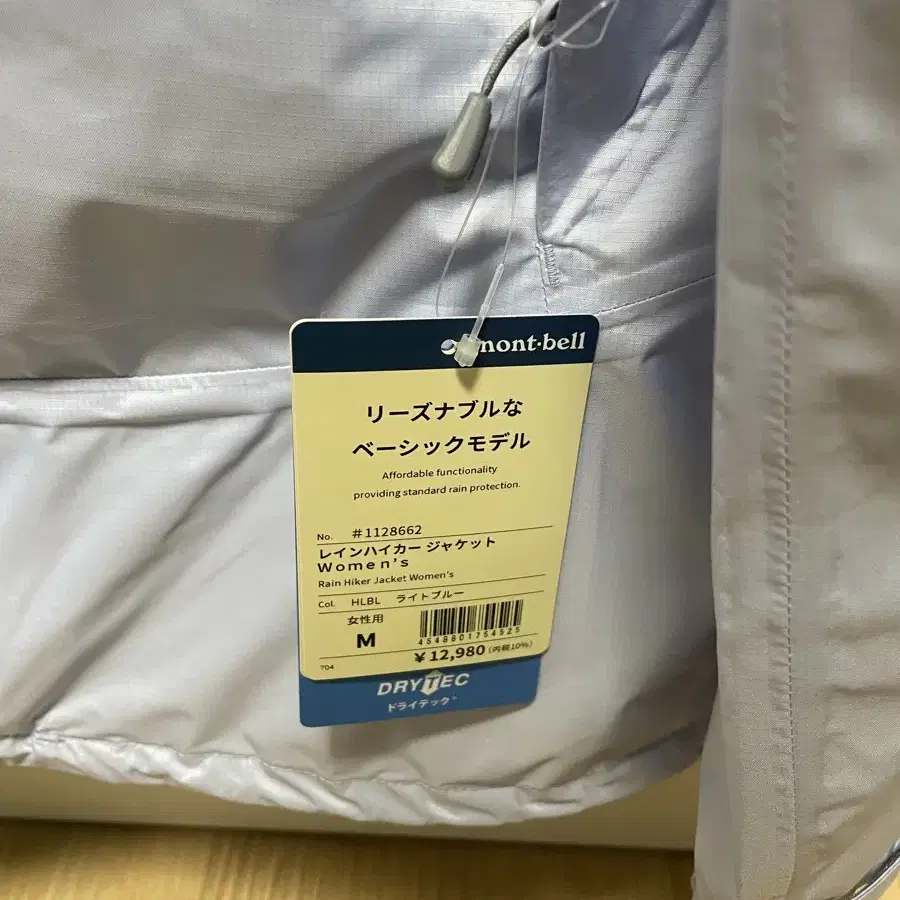 mont·bell
リーズナブルな
ベーシックモデル
Affordable functionality
providing standard rain protection.
No. #1128662
レインハイカー ジャケット
Women's
Rain Hiker Jacket Women's
Col. HLBL ライトブルー
女性用
M
4548801754525
704 ¥12,980 (内税10%)
DRYTEC
ドライテック